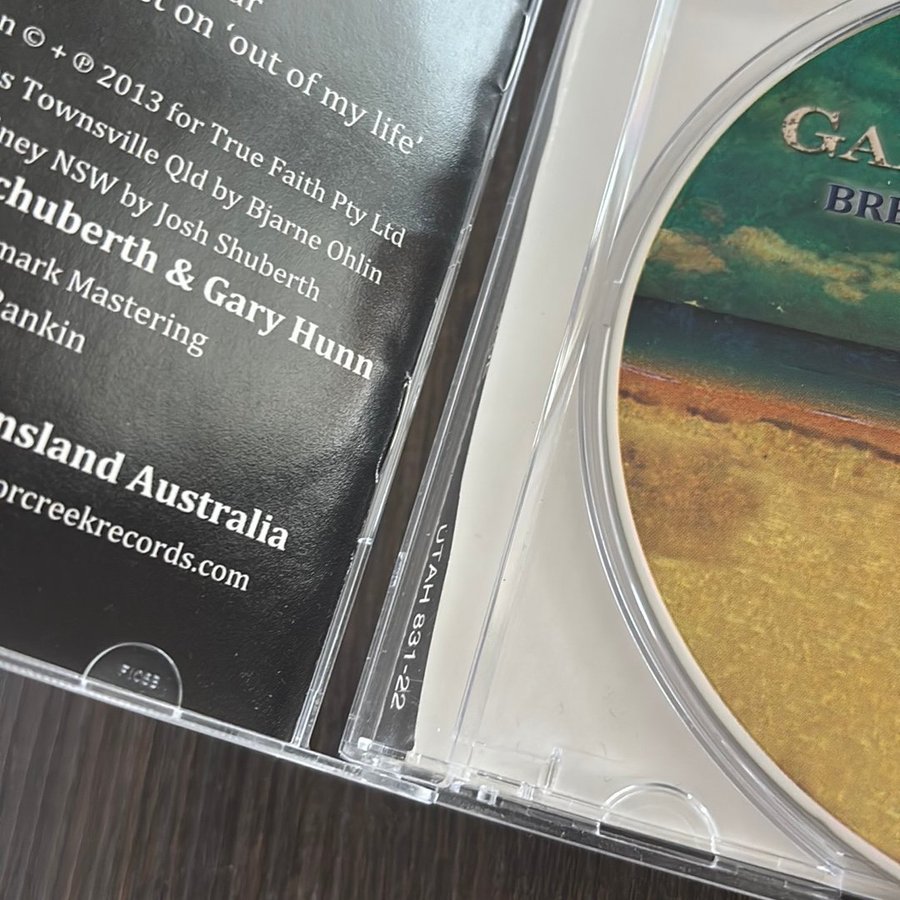 t on 'out of my life'
n © + ℗ 2013 for True Faith Pty Ltd
s Townsville Qld by Bjarne Ohlin
ney NSW by Josh Shuberth
chuberth & Gary Hunn
mark Mastering
Rankin
nsland Australia
orcreekrecords.com
UTAH 831-22
GA
BRE